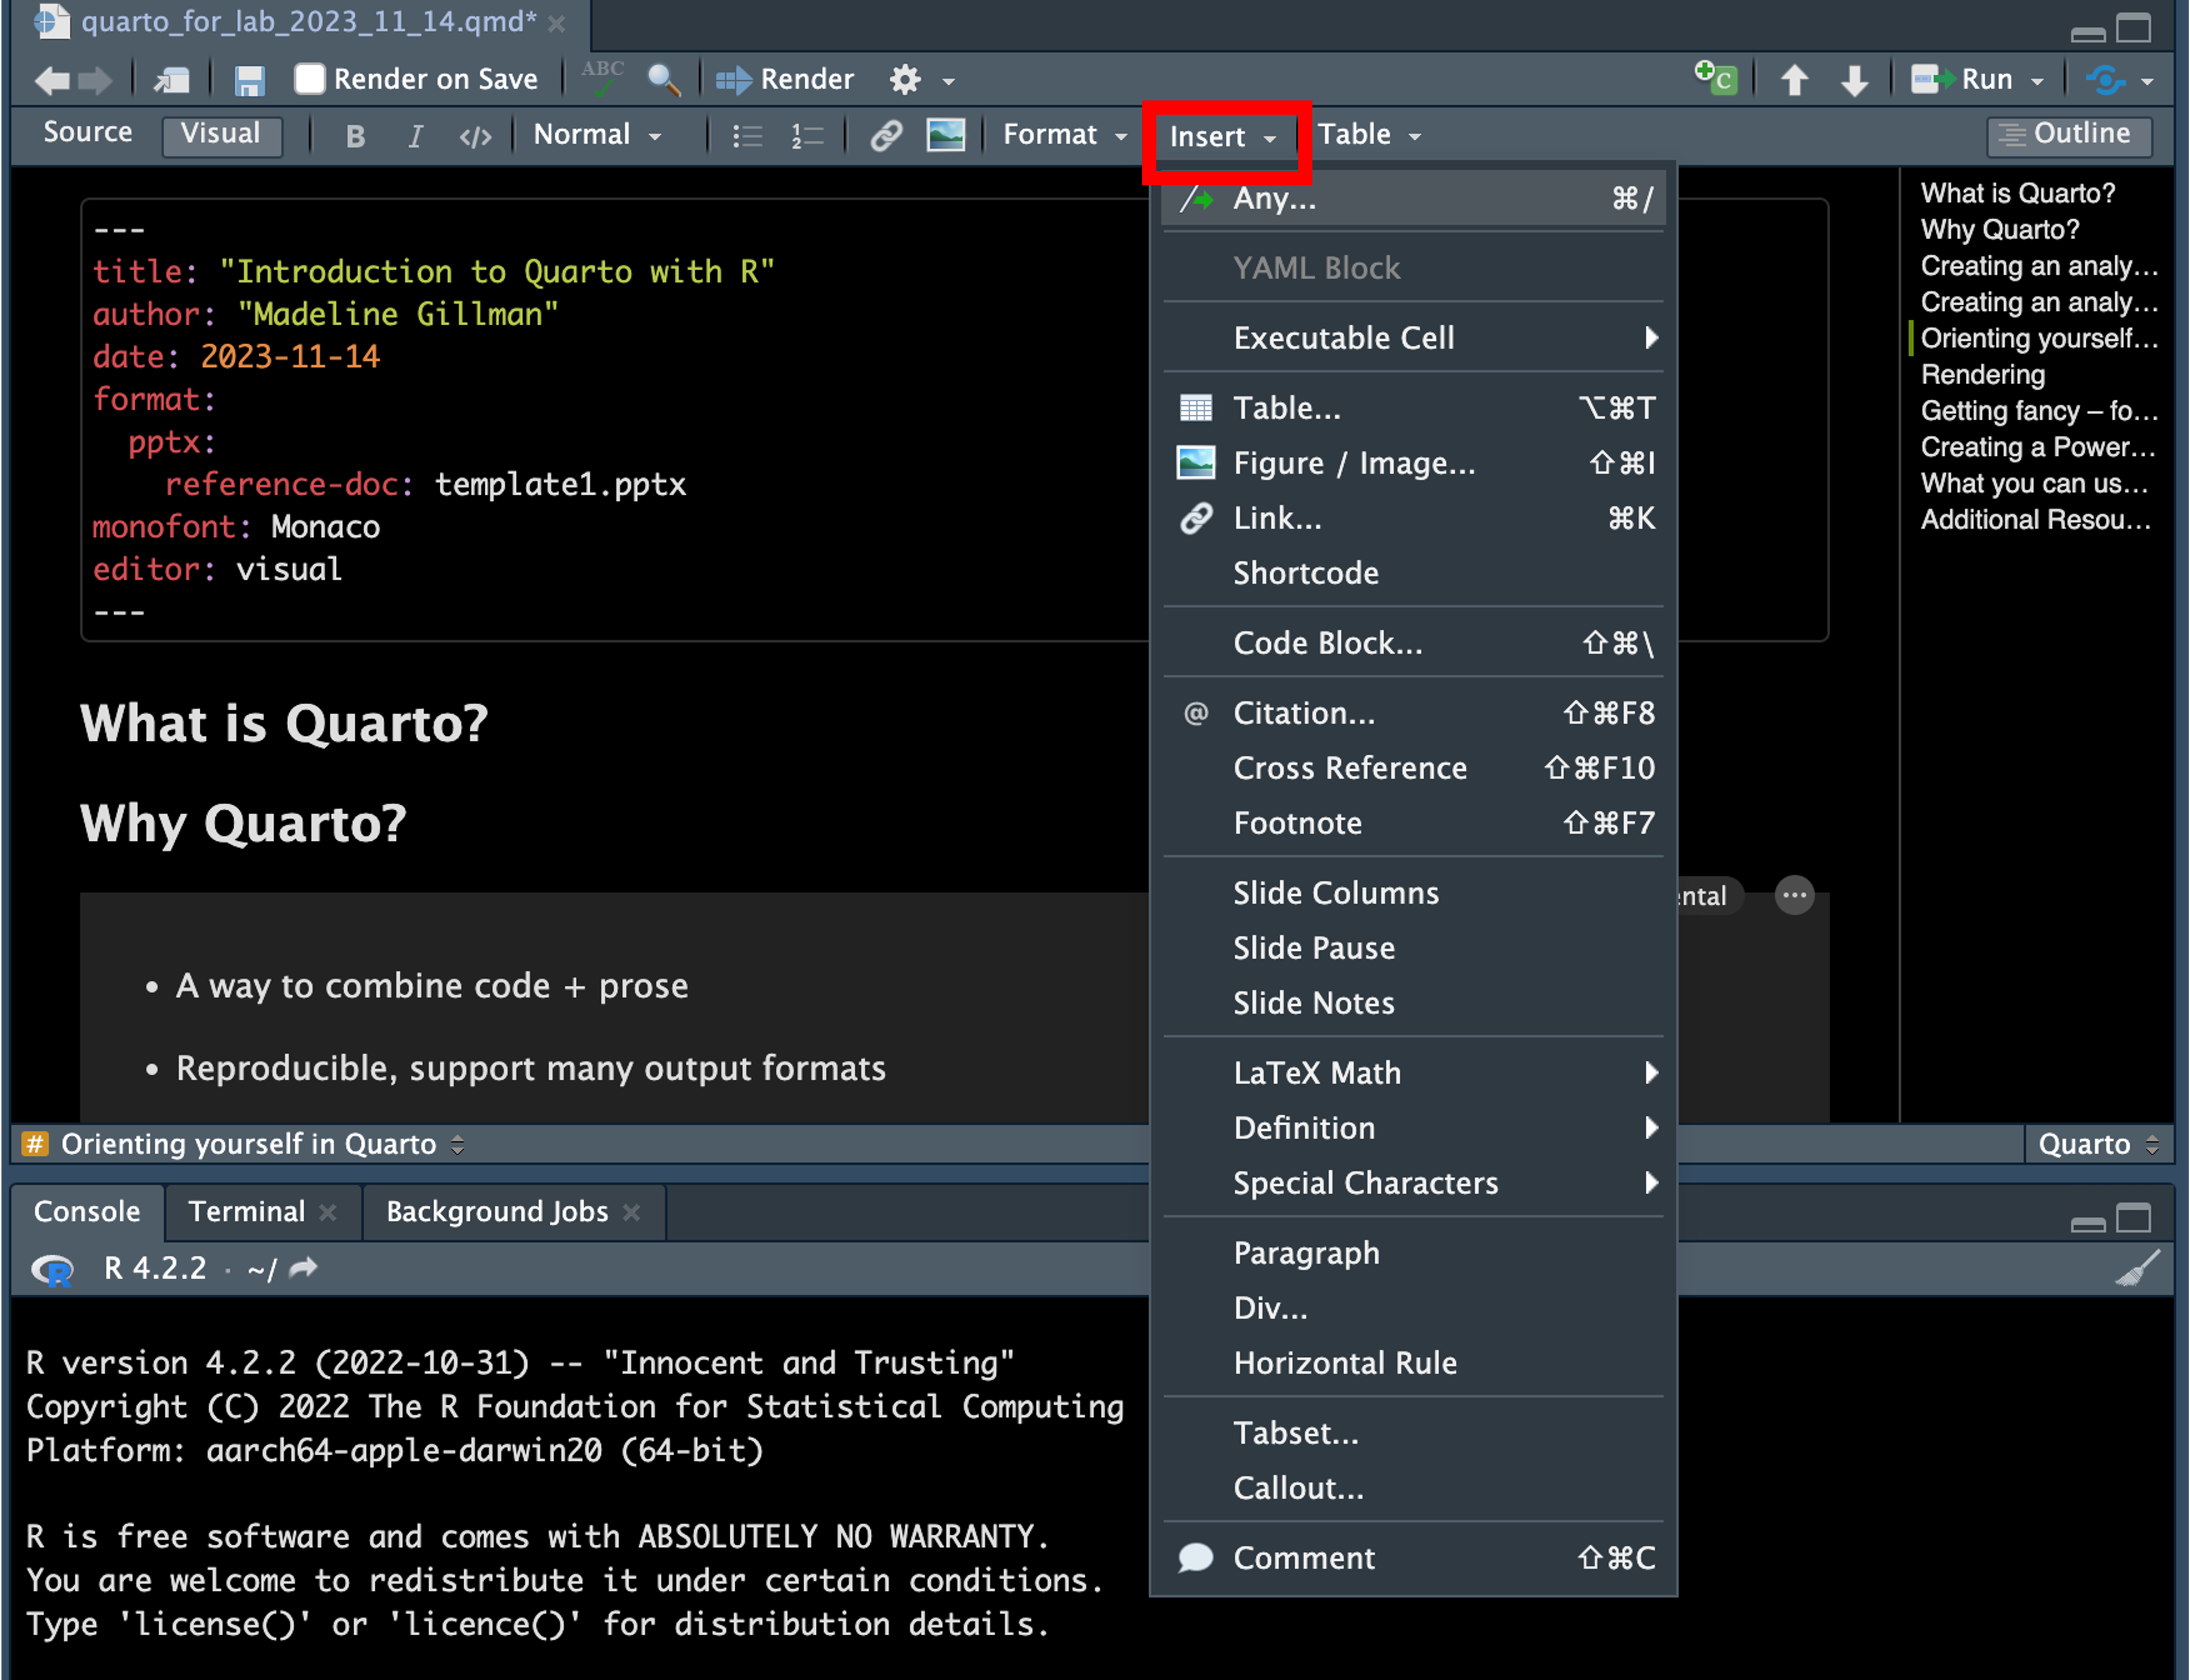 quarto_for_lab_2023_11_14.qmd*
Render on Save ABC Render C Run
Source Visual B I </> Normal Format Insert Table Outline
---
title: "Introduction to Quarto with R"
author: "Madeline Gillman"
date: 2023-11-14
format:
pptx:
reference-doc: template1.pptx
monofont: Monaco
editor: visual
---
What is Quarto?
Why Quarto?
ental
• A way to combine code + prose
• Reproducible, support many output formats
Any... ⌘/
YAML Block
Executable Cell
Table... ⌥⌘T
Figure / Image... ⇧⌘I
Link... ⌘K
Shortcode
Code Block... ⇧⌘\
@ Citation... ⇧⌘F8
Cross Reference ⇧⌘F10
Footnote ⇧⌘F7
Slide Columns
Slide Pause
Slide Notes
LaTeX Math
Definition
Special Characters
Paragraph
Div...
Horizontal Rule
Tabset...
Callout...
Comment ⇧⌘C
What is Quarto?
Why Quarto?
Creating an analy...
Creating an analy...
Orienting yourself...
Rendering
Getting fancy – fo...
Creating a Power...
What you can us...
Additional Resou...
# Orienting yourself in Quarto Quarto
Console Terminal Background Jobs
R R 4.2.2 · ~/
R version 4.2.2 (2022-10-31) -- "Innocent and Trusting"
Copyright (C) 2022 The R Foundation for Statistical Computing
Platform: aarch64-apple-darwin20 (64-bit)
R is free software and comes with ABSOLUTELY NO WARRANTY.
You are welcome to redistribute it under certain conditions.
Type 'license()' or 'licence()' for distribution details.